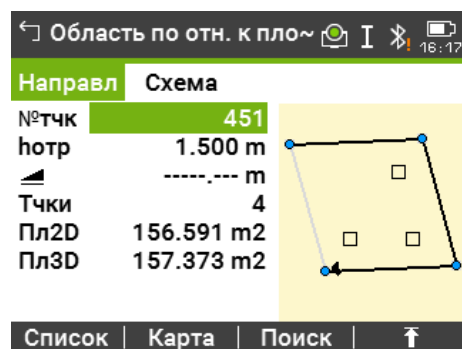 Область по отн. к пло~
16:17
Направл Схема
№тчк 451
hотр 1.500 m
-----.--- m
Тчки 4
Пл2D 156.591 m2
Пл3D 157.373 m2
Список | Карта | Поиск |